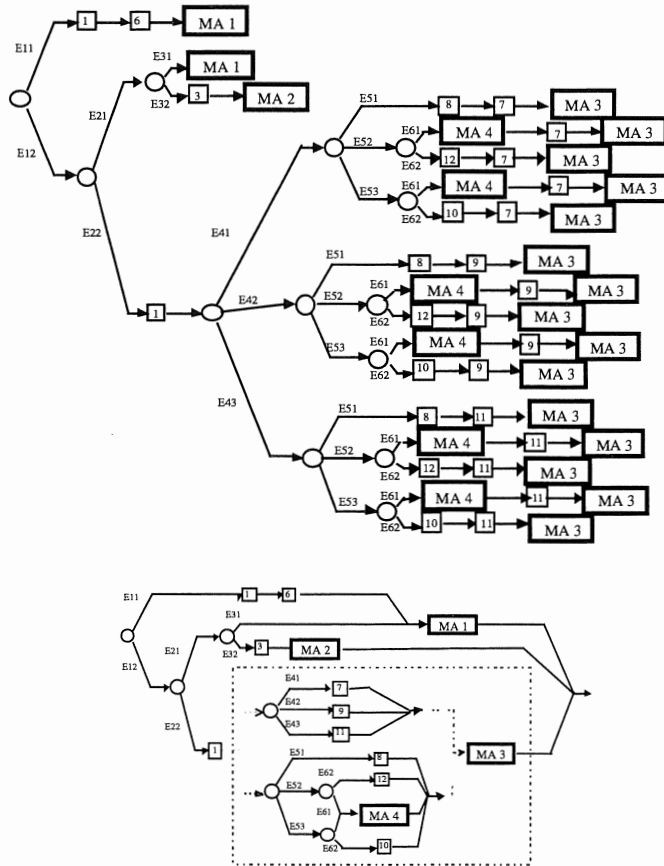 1 6 MA 1
E11
E31 MA 1
E32 3 MA 2
E21
E12
E51 8 7 MA 3
E61 MA 4 7 MA 3
E52
E62 12 7 MA 3
E61 MA 4 7 MA 3
E53
E62 10 7 MA 3
E22
E41
E51 8 9 MA 3
E61 MA 4 9 MA 3
E42 E52
1
E62 12 9 MA 3
E61 MA 4 9 MA 3
E53
E62 10 9 MA 3
E43
E51 8 11 MA 3
E61 MA 4 11 MA 3
E52
E62 12 11 MA 3
E61 MA 4 11 MA 3
E53
E62 10 11 MA 3
E11 1 6
E31 MA 1
E21 E32 3 MA 2
E12
E41 7
E42 9
E22 E43 11
1 MA 3
E51 8
E62 12
E52
E61 MA 4
E53
E62 10